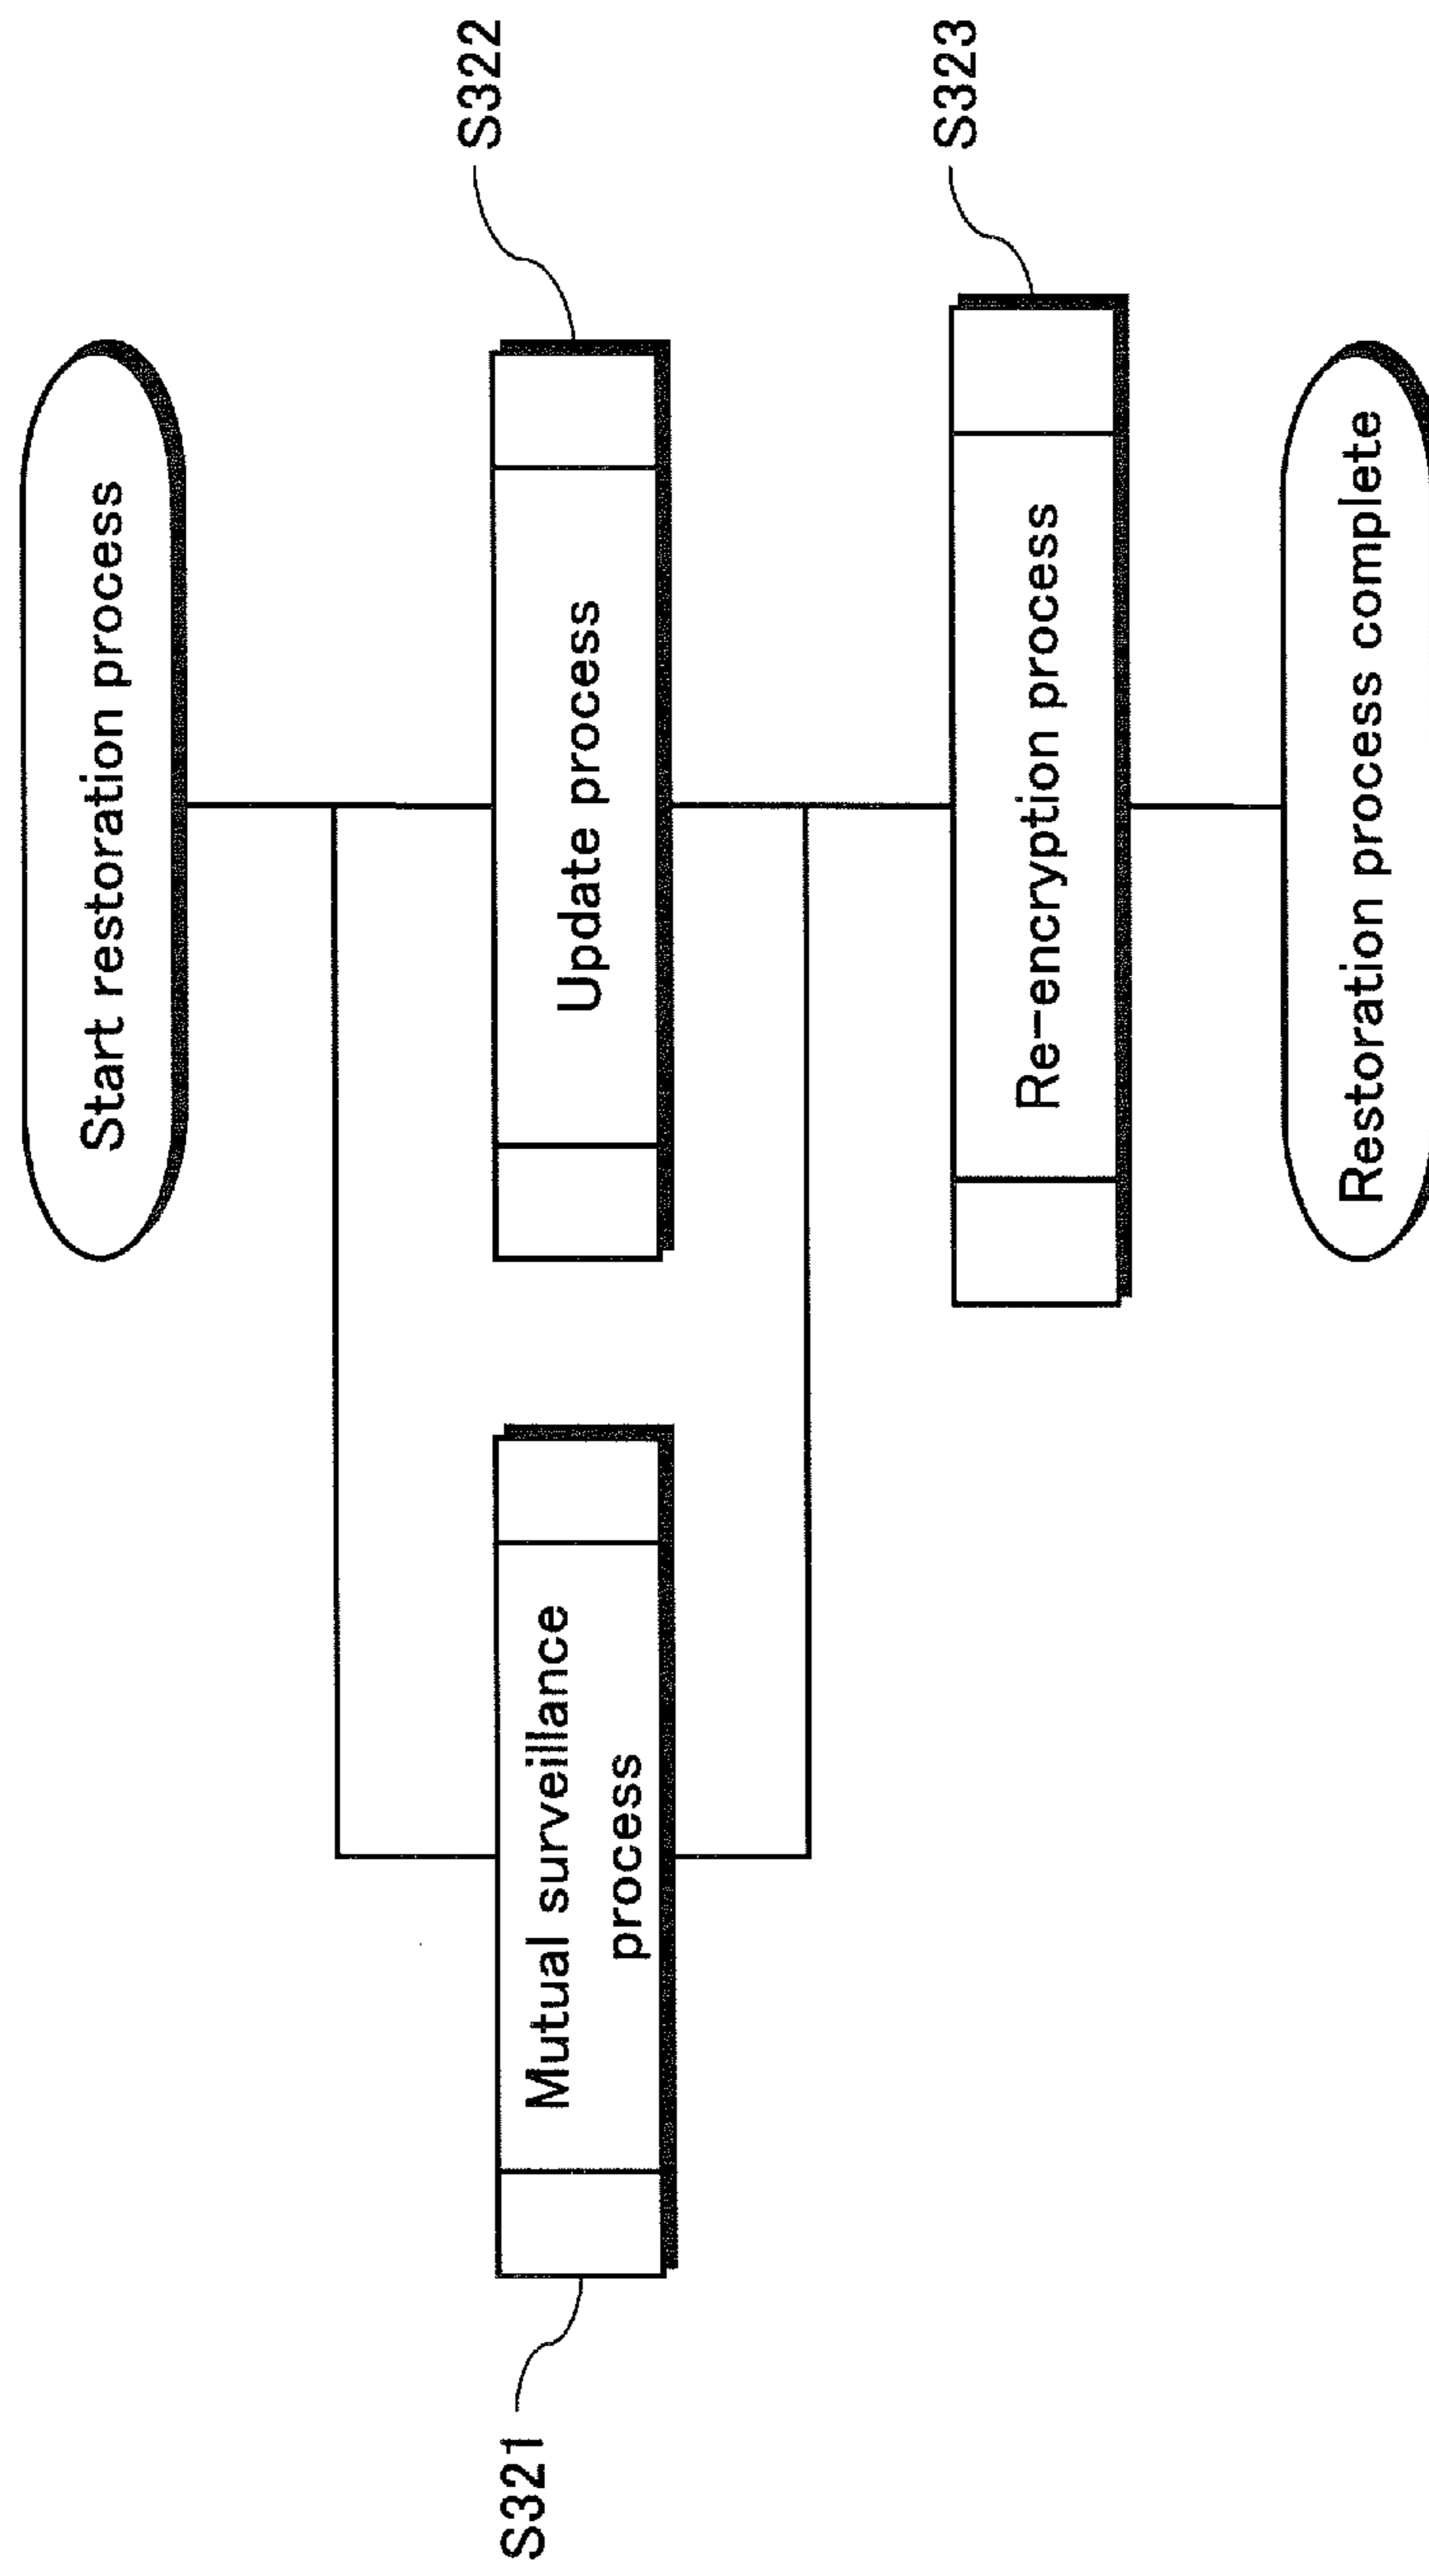 Start restoration process
S321
Mutual surveillance
process
Update process
S322
Re-encryption process
S323
Restoration process complete